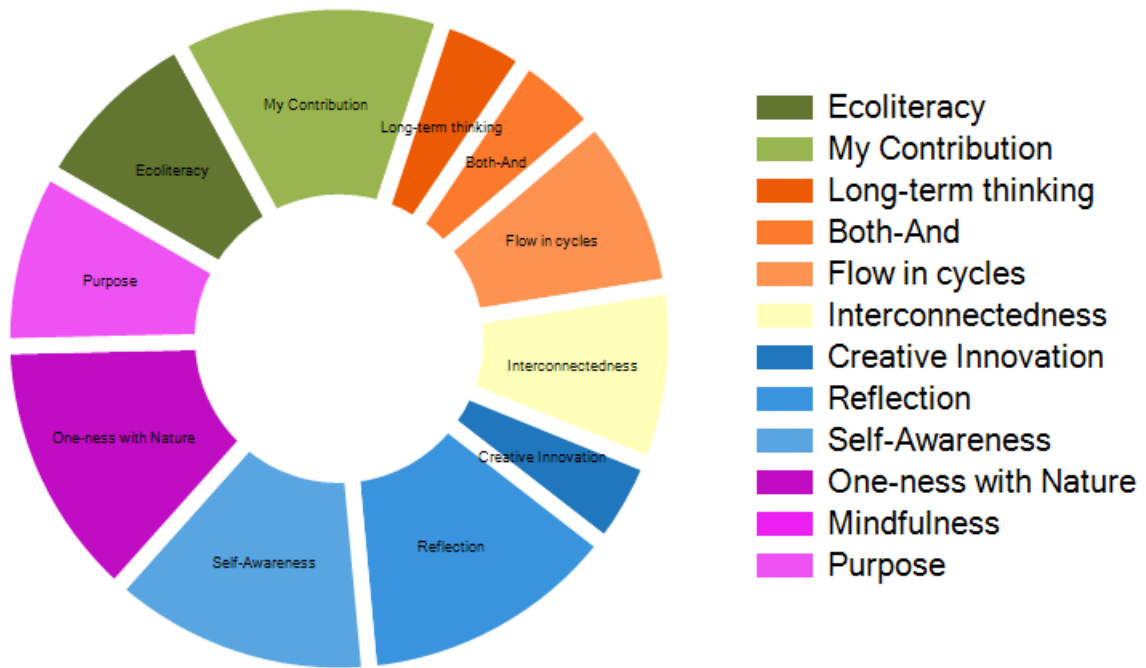 My Contribution
Long-term thinking
Both-And
Ecoliteracy
Flow in cycles
Purpose
Interconnectedness
One-ness with Nature
Creative Innovation
Reflection
Self-Awareness
Ecoliteracy
My Contribution
Long-term thinking
Both-And
Flow in cycles
Interconnectedness
Creative Innovation
Reflection
Self-Awareness
One-ness with Nature
Mindfulness
Purpose